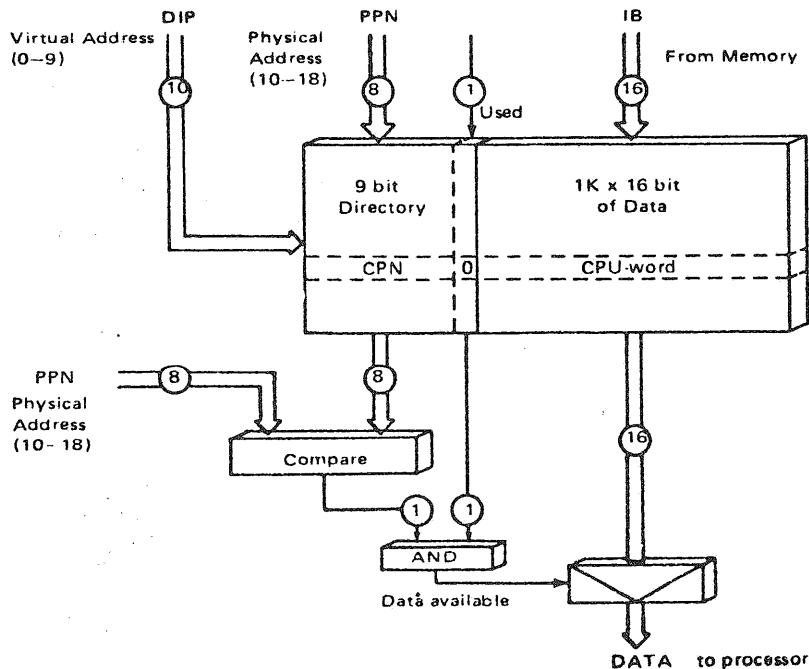 DIP
PPN
IB
Virtual Address
(0-9)
Physical
Address
(10--18)
From Memory
10
8
1
16
Used
9 bit
Directory
1K x 16 bit
of Data
CPN
0
CPU-word
PPN
8
8
Physical
Address
(10-18)
16
Compare
1
1
AND
Data available
DATA to processor